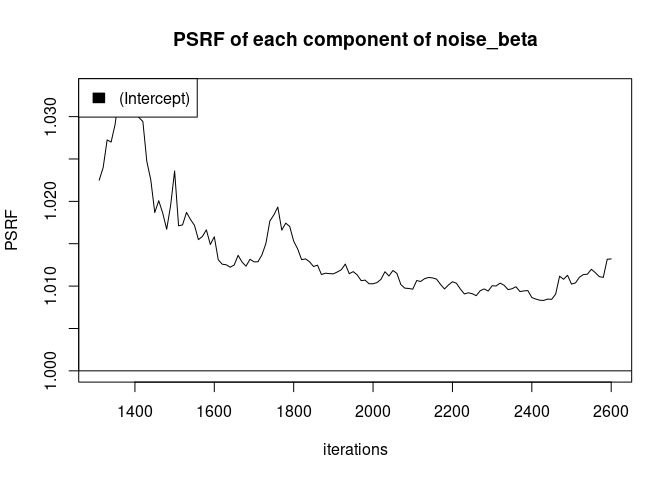 PSRF of each component of noise_beta
(Intercept)
PSRF
1.030
1.020
1.010
1.000
1400 1600 1800 2000 2200 2400 2600
iterations